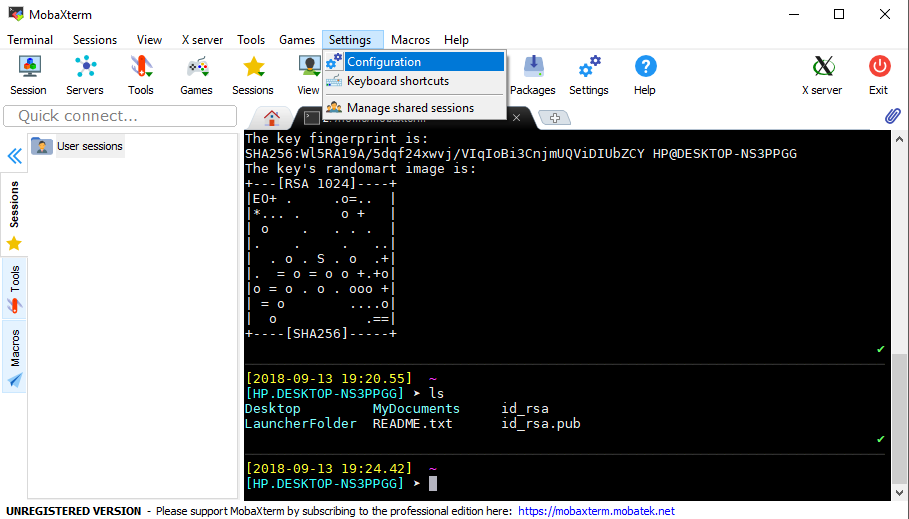 MobaXterm
Terminal Sessions View X server Tools Games Settings Macros Help
Configuration
Keyboard shortcuts
Manage shared sessions
Session Servers Tools Games Sessions View Packages Settings Help X server Exit
Quick connect...
User sessions
Sessions
Tools
Macros
The key fingerprint is:
SHA256:Wl5RA19A/5dqf24xwvj/VIqIoBi3CnjmUQViDIUbZCY HP@DESKTOP-NS3PPGG
The key's randomart image is:
+---[RSA 1024]----+
|EO+ .     .o=..  |
|*... .     o +   |
| o    .   . . .  |
|.    .     .   ..|
|  . o . S . o  .+|
|.  = o = o o +.+o|
|o = o . o . ooo +|
| = o        ....o|
|  o           .==|
+----[SHA256]-----+
[2018-09-13 19:20.55]  ~
[HP.DESKTOP-NS3PPGG] ➤ ls
Desktop         MyDocuments     id_rsa
LauncherFolder  README.txt      id_rsa.pub
[2018-09-13 19:24.42]  ~
[HP.DESKTOP-NS3PPGG] ➤
UNREGISTERED VERSION - Please support MobaXterm by subscribing to the professional edition here: https://mobaxterm.mobatek.net